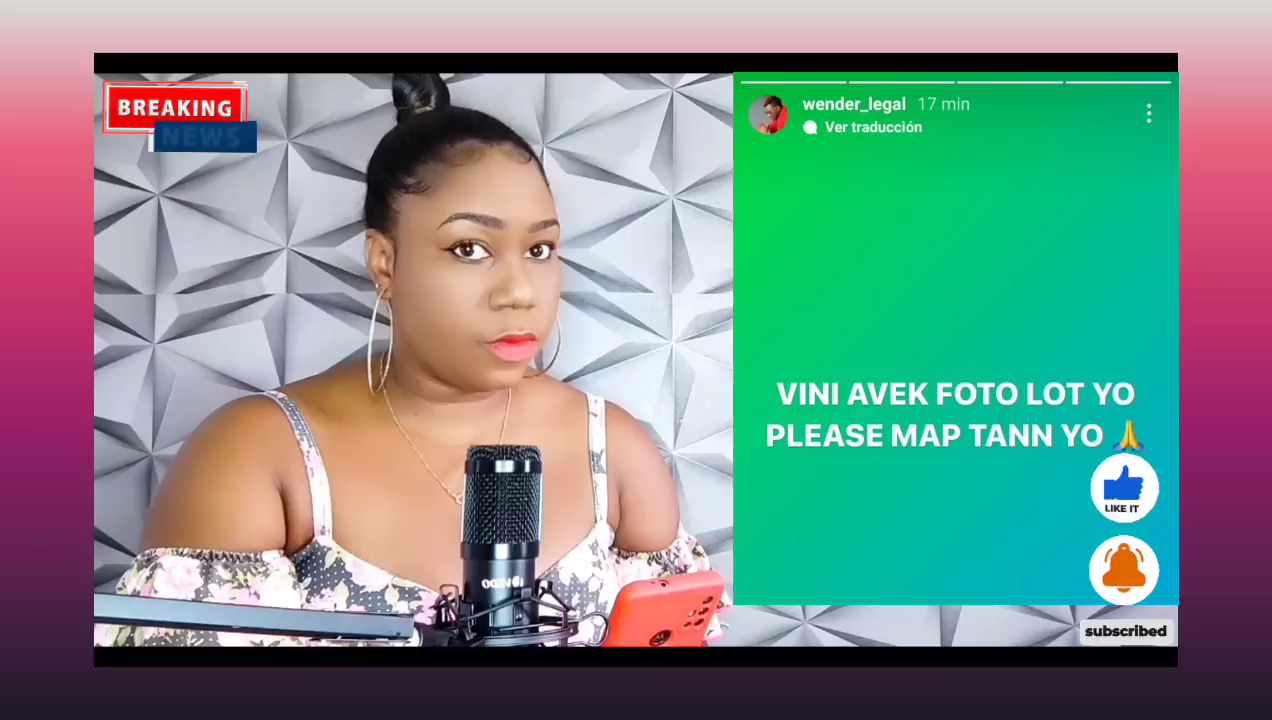 BREAKING
NEWS
wender_legal 17 min
Ver traducción
VINI AVEK FOTO LOT YO
PLEASE MAP TANN YO 🙏
LIKE IT
subscribed